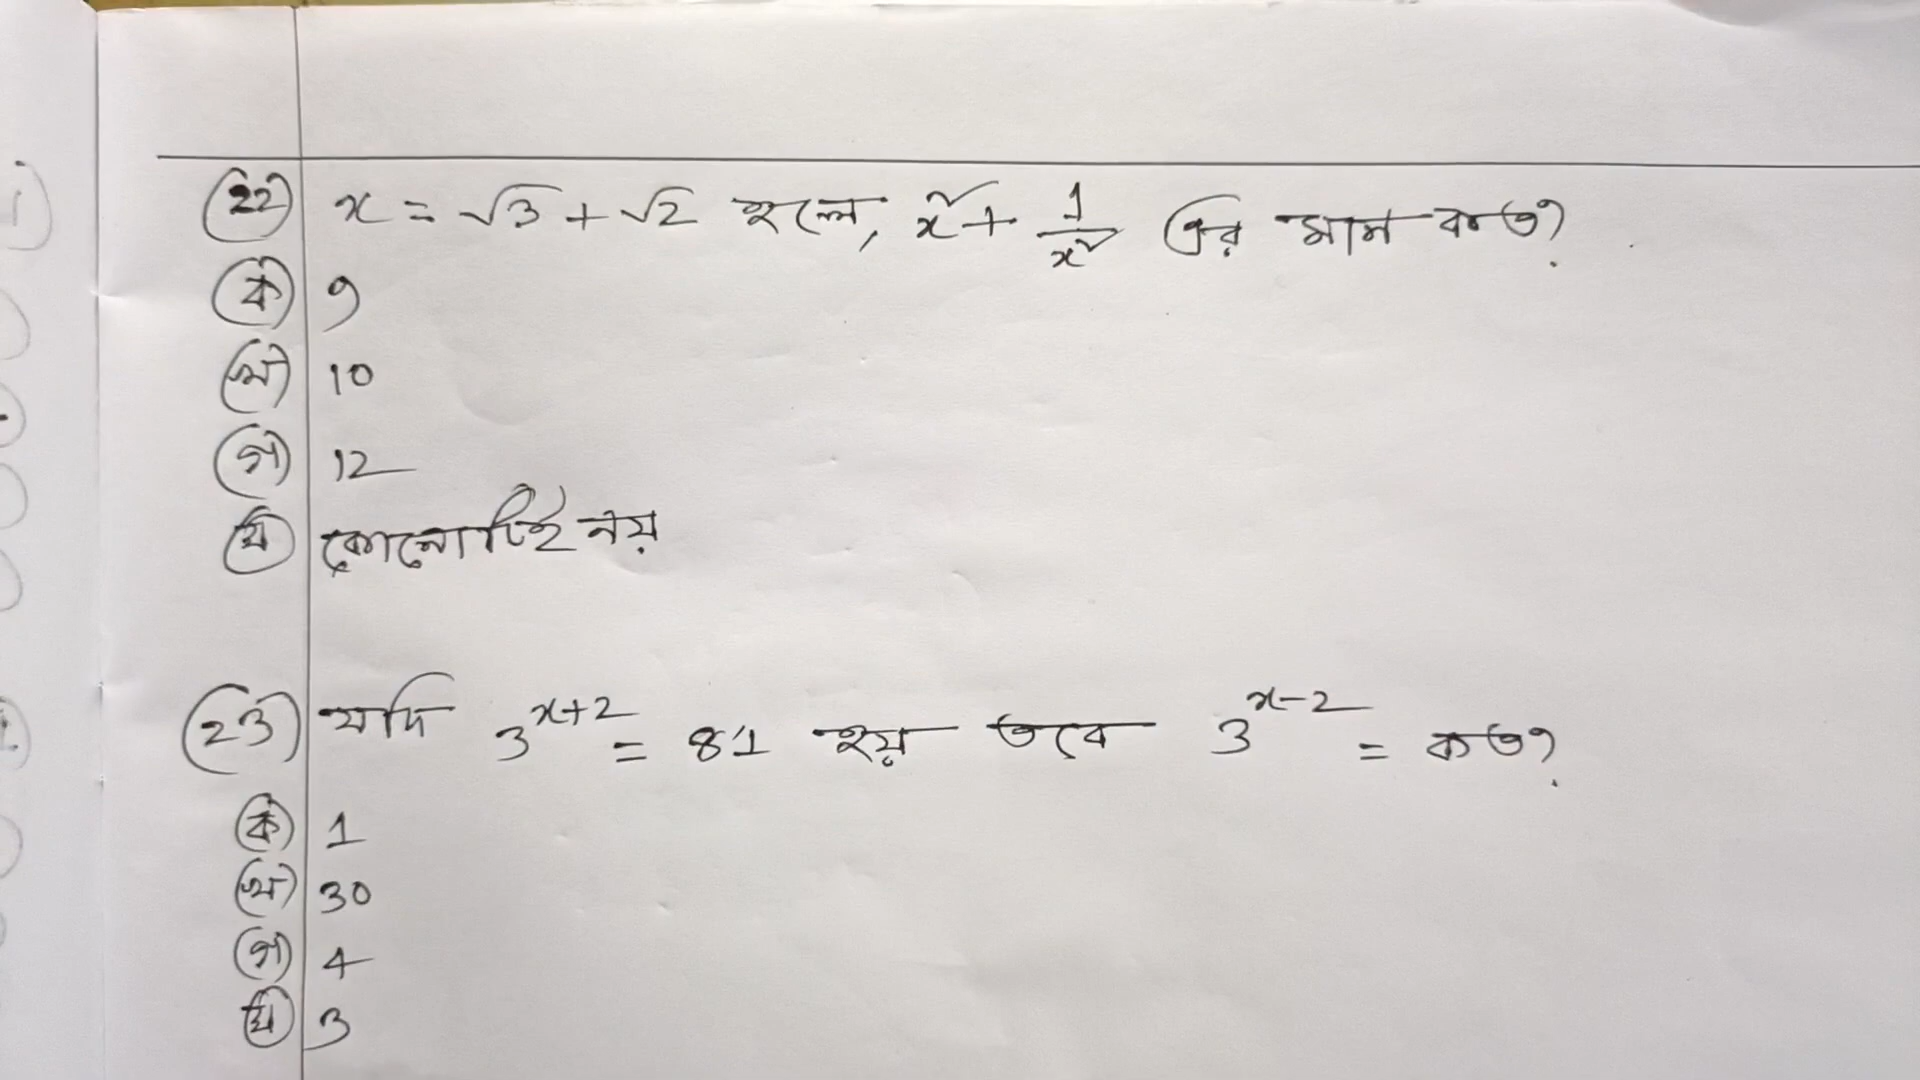 (22) x = √3 + √2 হলে, x² + 1/x² এর মান কত?
(ক) 9
(খ) 10
(গ) 12
(ঘ) কোনোটিই নয়
(23) যদি 3^(x+2) = 81 হয় তবে 3^(x-2) = কত?
(ক) 1
(খ) 30
(গ) 4
(ঘ) 3